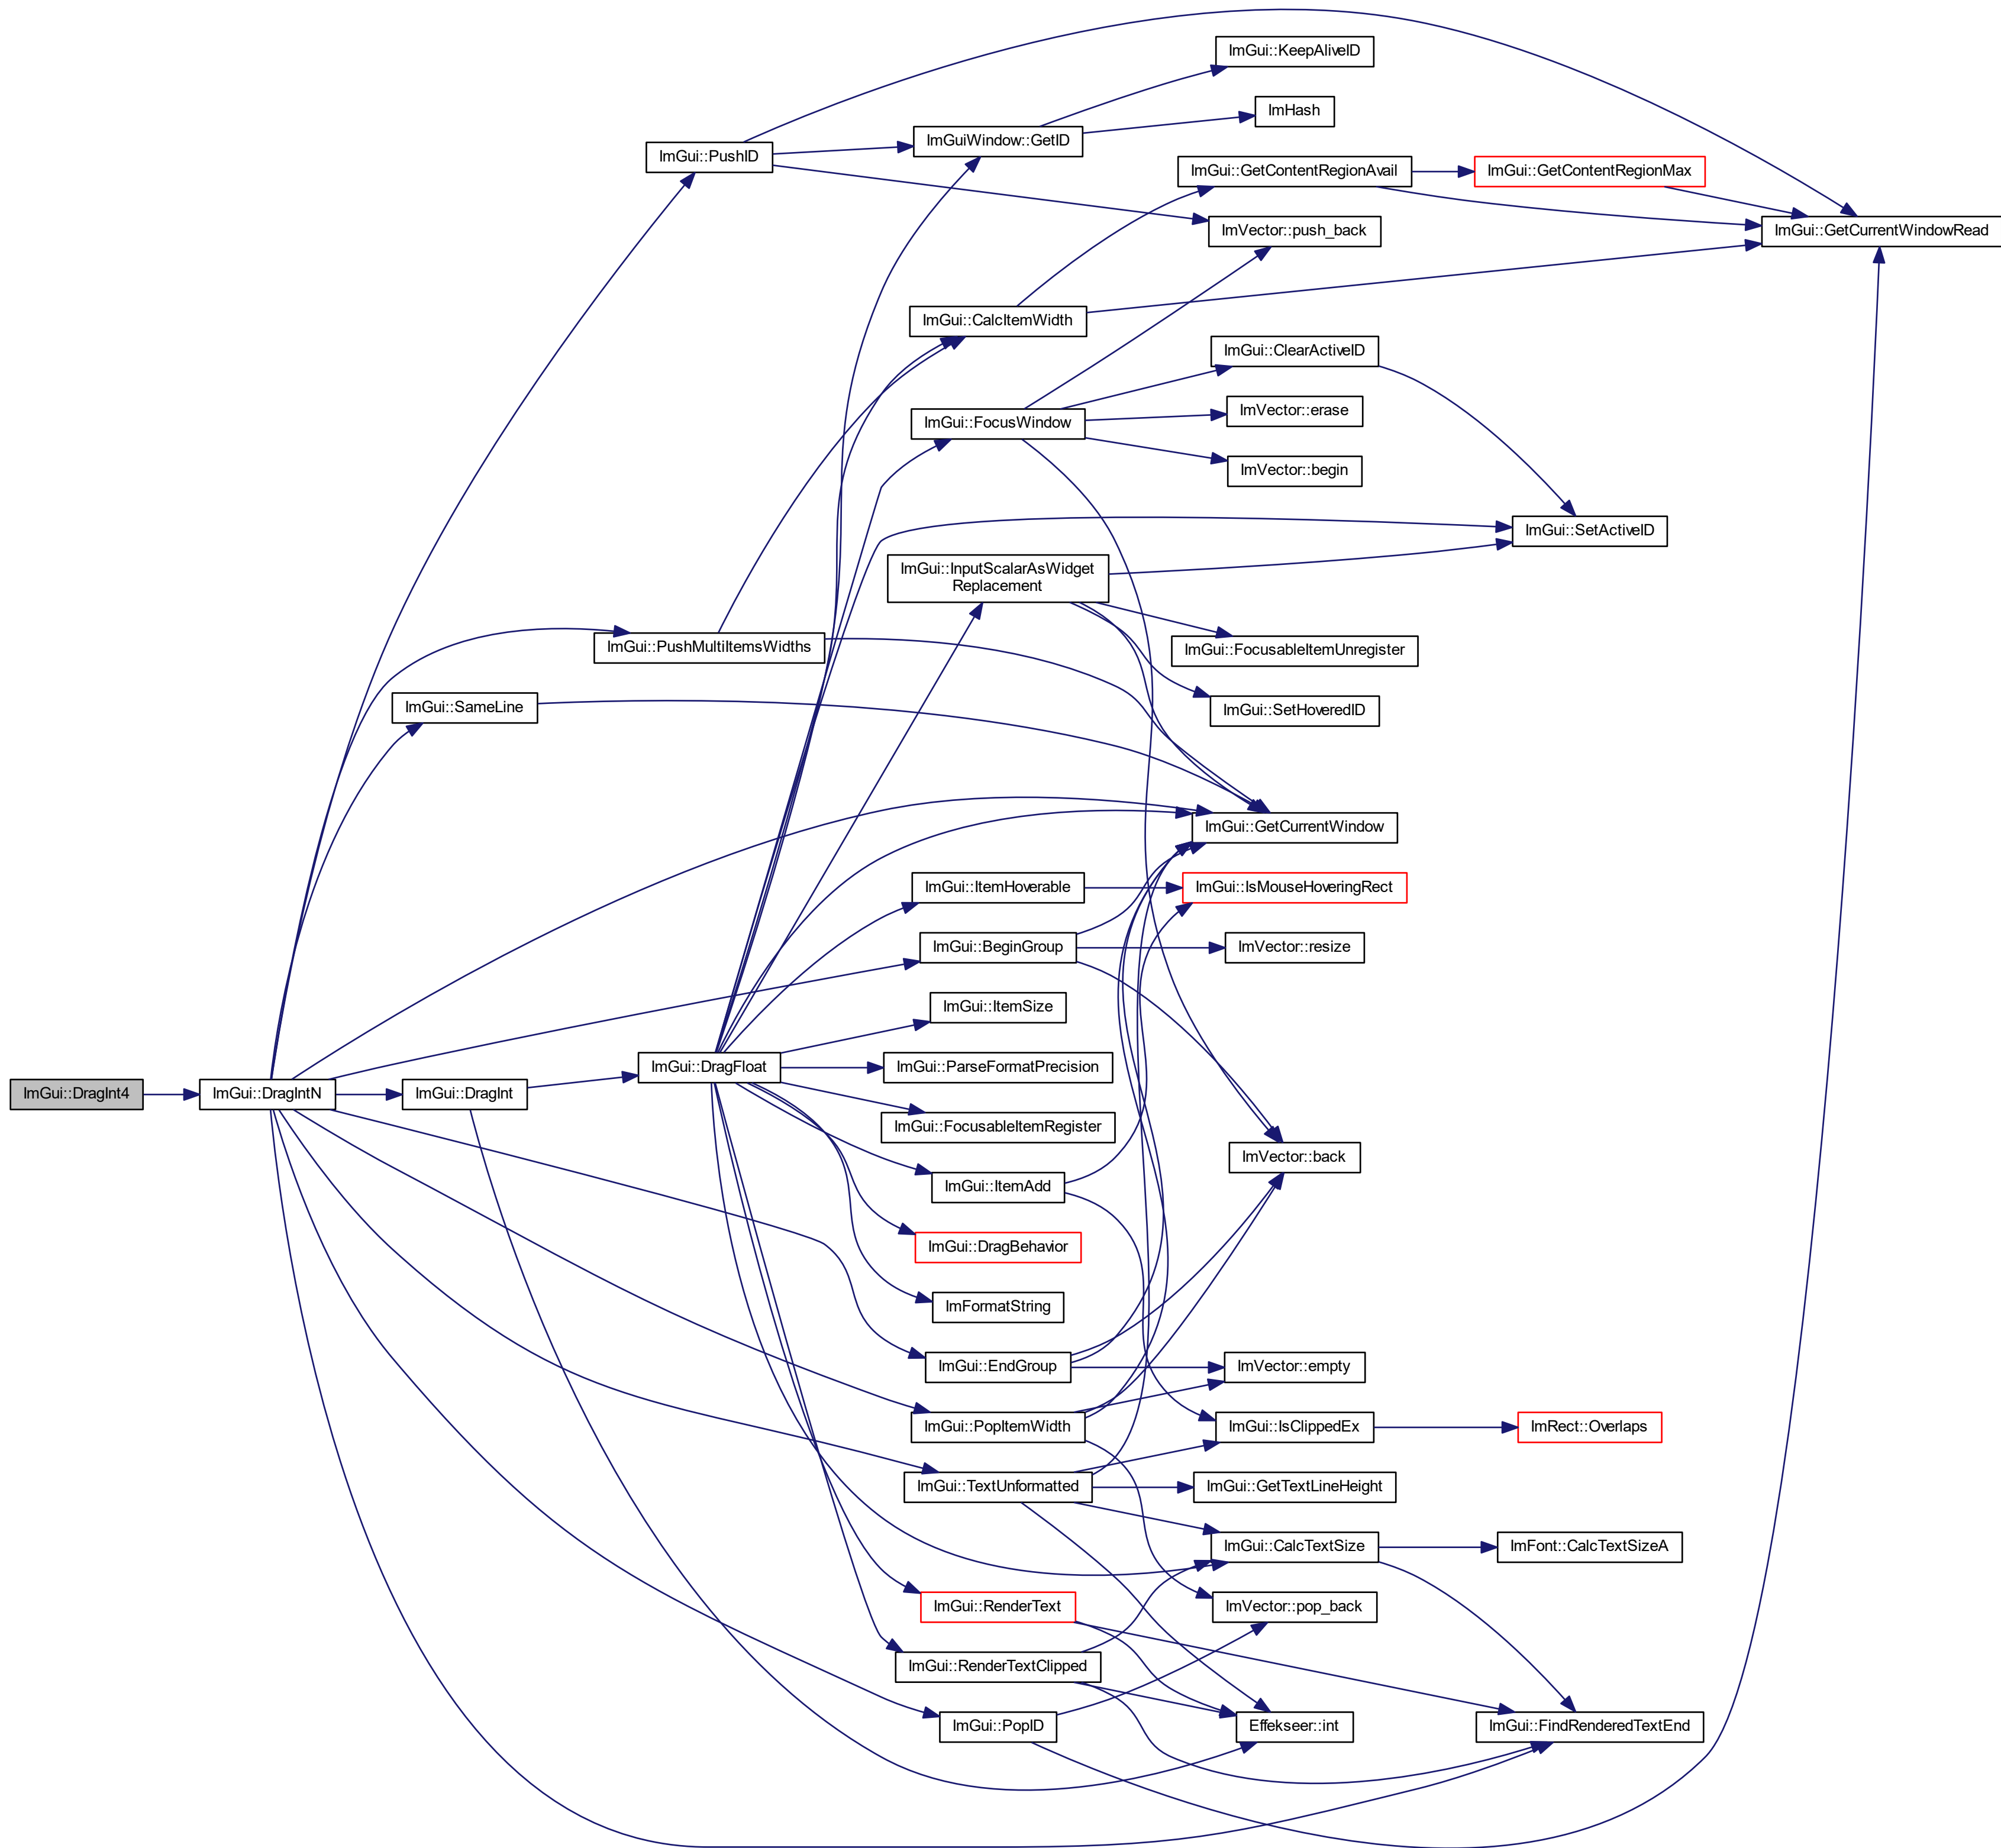 ImGui::KeepAliveID
ImHash
ImGui::PushID
ImGuiWindow::GetID
ImGui::GetContentRegionAvail
ImGui::GetContentRegionMax
ImVector::push_back
ImGui::GetCurrentWindowRead
ImGui::CalcItemWidth
ImGui::ClearActiveID
ImGui::FocusWindow
ImVector::erase
ImVector::begin
ImGui::SetActiveID
ImGui::InputScalarAsWidget
Replacement
ImGui::PushMultiItemsWidths
ImGui::FocusableItemUnregister
ImGui::SameLine
ImGui::SetHoveredID
ImGui::GetCurrentWindow
ImGui::ItemHoverable
ImGui::IsMouseHoveringRect
ImGui::BeginGroup
ImVector::resize
ImGui::ItemSize
ImGui::DragInt4
ImGui::DragIntN
ImGui::DragInt
ImGui::DragFloat
ImGui::ParseFormatPrecision
ImGui::FocusableItemRegister
ImVector::back
ImGui::ItemAdd
ImGui::DragBehavior
ImFormatString
ImGui::EndGroup
ImVector::empty
ImGui::PopItemWidth
ImGui::IsClippedEx
ImRect::Overlaps
ImGui::TextUnformatted
ImGui::GetTextLineHeight
ImGui::CalcTextSize
ImFont::CalcTextSizeA
ImGui::RenderText
ImVector::pop_back
ImGui::RenderTextClipped
ImGui::PopID
Effekseer::int
ImGui::FindRenderedTextEnd